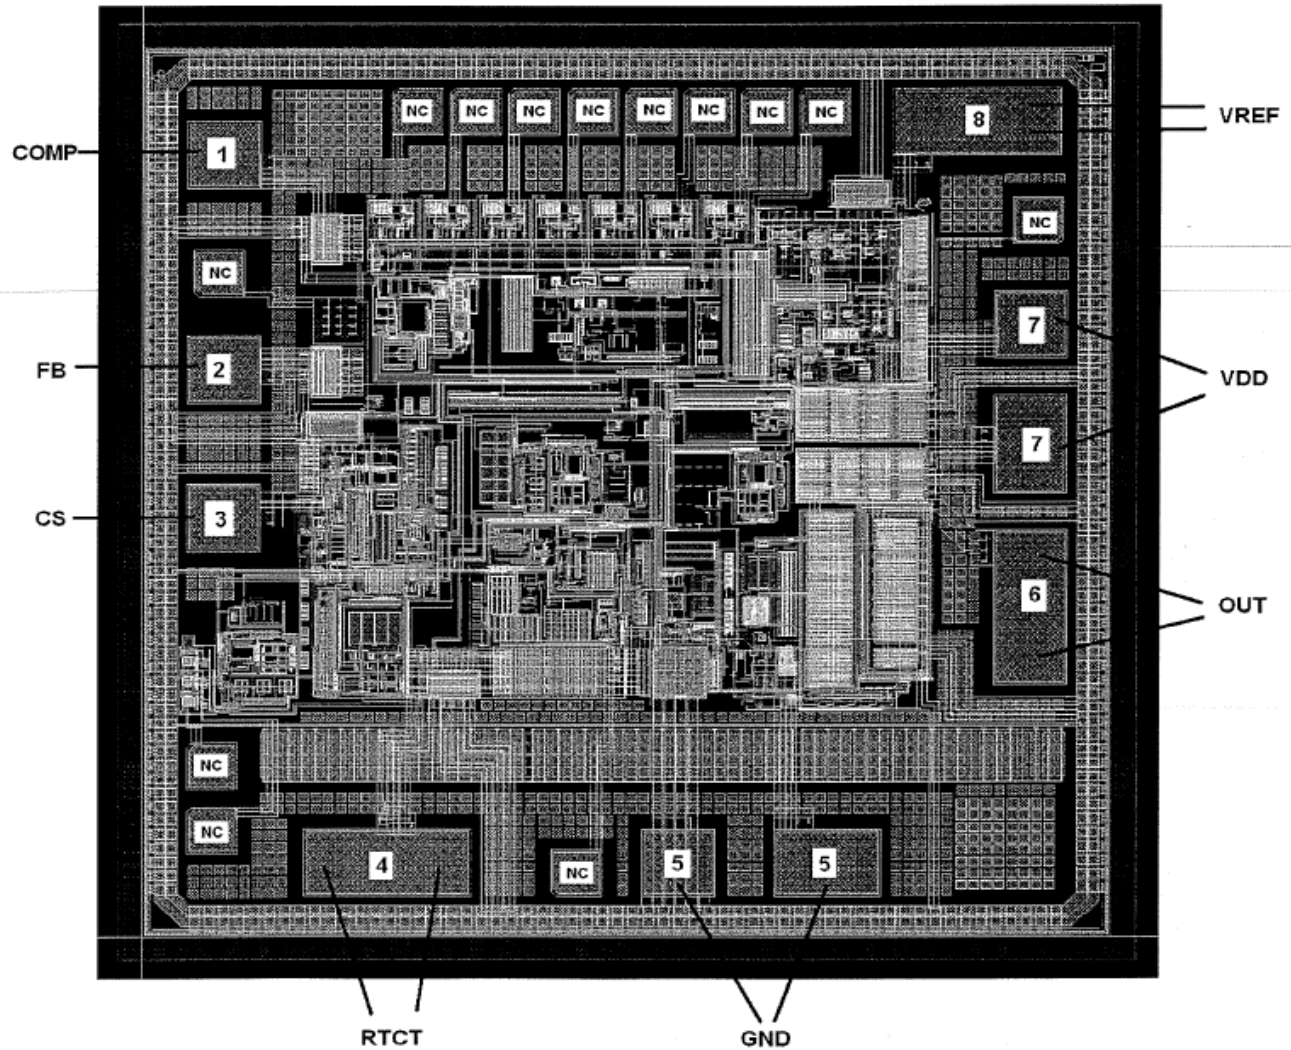 NC NC NC NC NC NC NC NC
8
VREF
COMP
1
NC
NC
7
FB
2
VDD
7
CS
3
6
OUT
NC
NC
4
NC
5
5
RTCT
GND